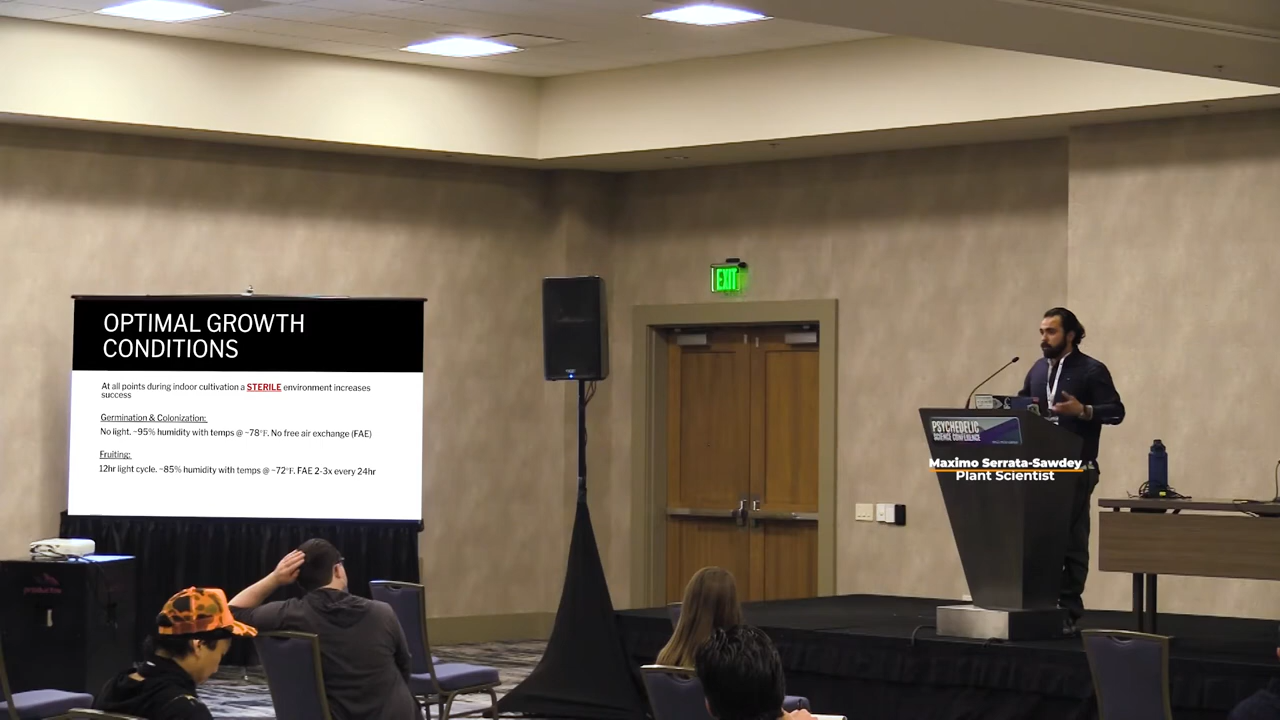 OPTIMAL GROWTH
CONDITIONS
At all points during indoor cultivation a STERILE environment increases
success
Germination & Colonization:
No light. ~95% humidity with temps @ ~78°F. No free air exchange (FAE)
Fruiting:
12hr light cycle. ~85% humidity with temps @ ~72°F. FAE 2-3x every 24hr
EXIT
PSYCHEDELIC
SCIENCE CONFERENCE
Maximo Serrata-Sawdey
Plant Scientist